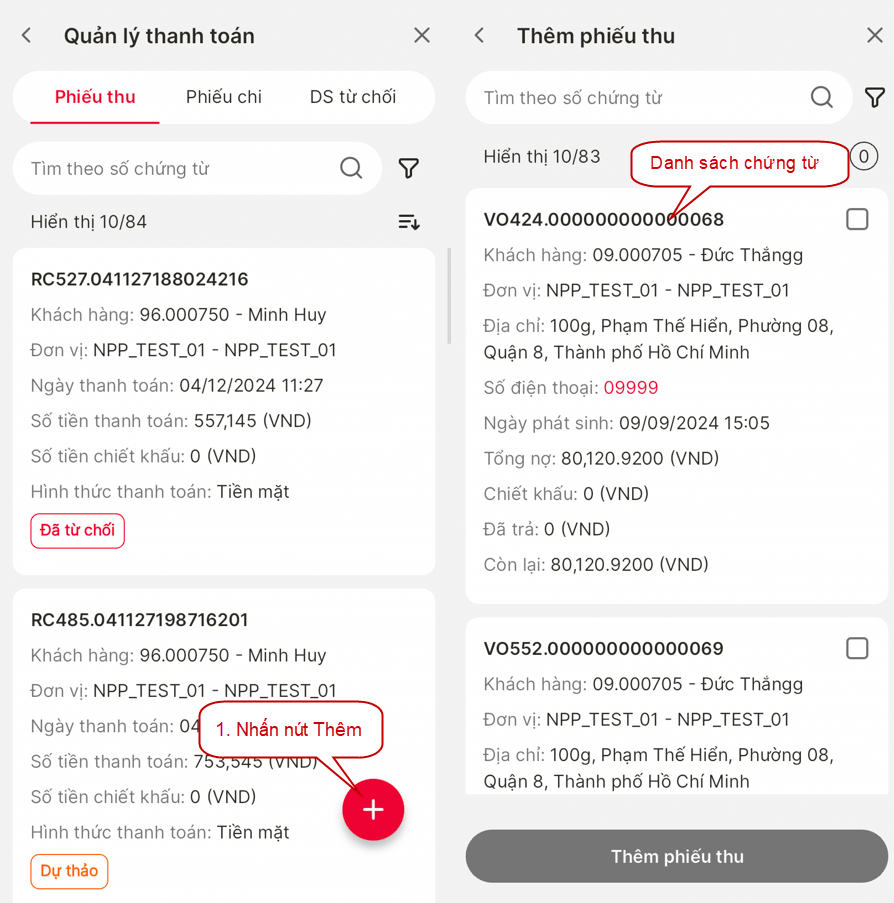 Quản lý thanh toán
Phiếu thu
Phiếu chi
DS từ chối
Tìm theo số chứng từ
Hiển thị 10/84
RC527.041127188024216
Khách hàng: 96.000750 - Minh Huy
Đơn vị: NPP_TEST_01 - NPP_TEST_01
Ngày thanh toán: 04/12/2024 11:27
Số tiền thanh toán: 557,145 (VND)
Số tiền chiết khấu: 0 (VND)
Hình thức thanh toán: Tiền mặt
Đã từ chối
RC485.041127198716201
Khách hàng: 96.000750 - Minh Huy
Đơn vị: NPP_TEST_01 - NPP_TEST_01
Ngày thanh toán: 04
1. Nhấn nút Thêm
Số tiền thanh toán: 753,545 (VND)
Số tiền chiết khấu: 0 (VND)
Hình thức thanh toán: Tiền mặt
Dự thảo
Thêm phiếu thu
Tìm theo số chứng từ
Hiển thị 10/83
Danh sách chứng từ
0
VO424.000000000000068
Khách hàng: 09.000705 - Đức Thắngg
Đơn vị: NPP_TEST_01 - NPP_TEST_01
Địa chỉ: 100g, Phạm Thế Hiển, Phường 08,
Quận 8, Thành phố Hồ Chí Minh
Số điện thoại: 09999
Ngày phát sinh: 09/09/2024 15:05
Tổng nợ: 80,120.9200 (VND)
Chiết khấu: 0 (VND)
Đã trả: 0 (VND)
Còn lại: 80,120.9200 (VND)
VO552.000000000000069
Khách hàng: 09.000705 - Đức Thắngg
Đơn vị: NPP_TEST_01 - NPP_TEST_01
Địa chỉ: 100g, Phạm Thế Hiển, Phường 08,
Quận 8, Thành phố Hồ Chí Minh
Thêm phiếu thu